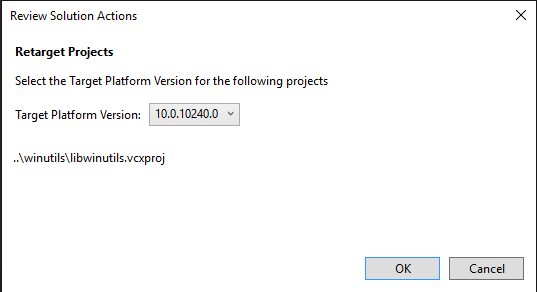 Review Solution Actions
Retarget Projects
Select the Target Platform Version for the following projects
Target Platform Version: 10.0.10240.0
..\winutils\libwinutils.vcxproj
OK Cancel